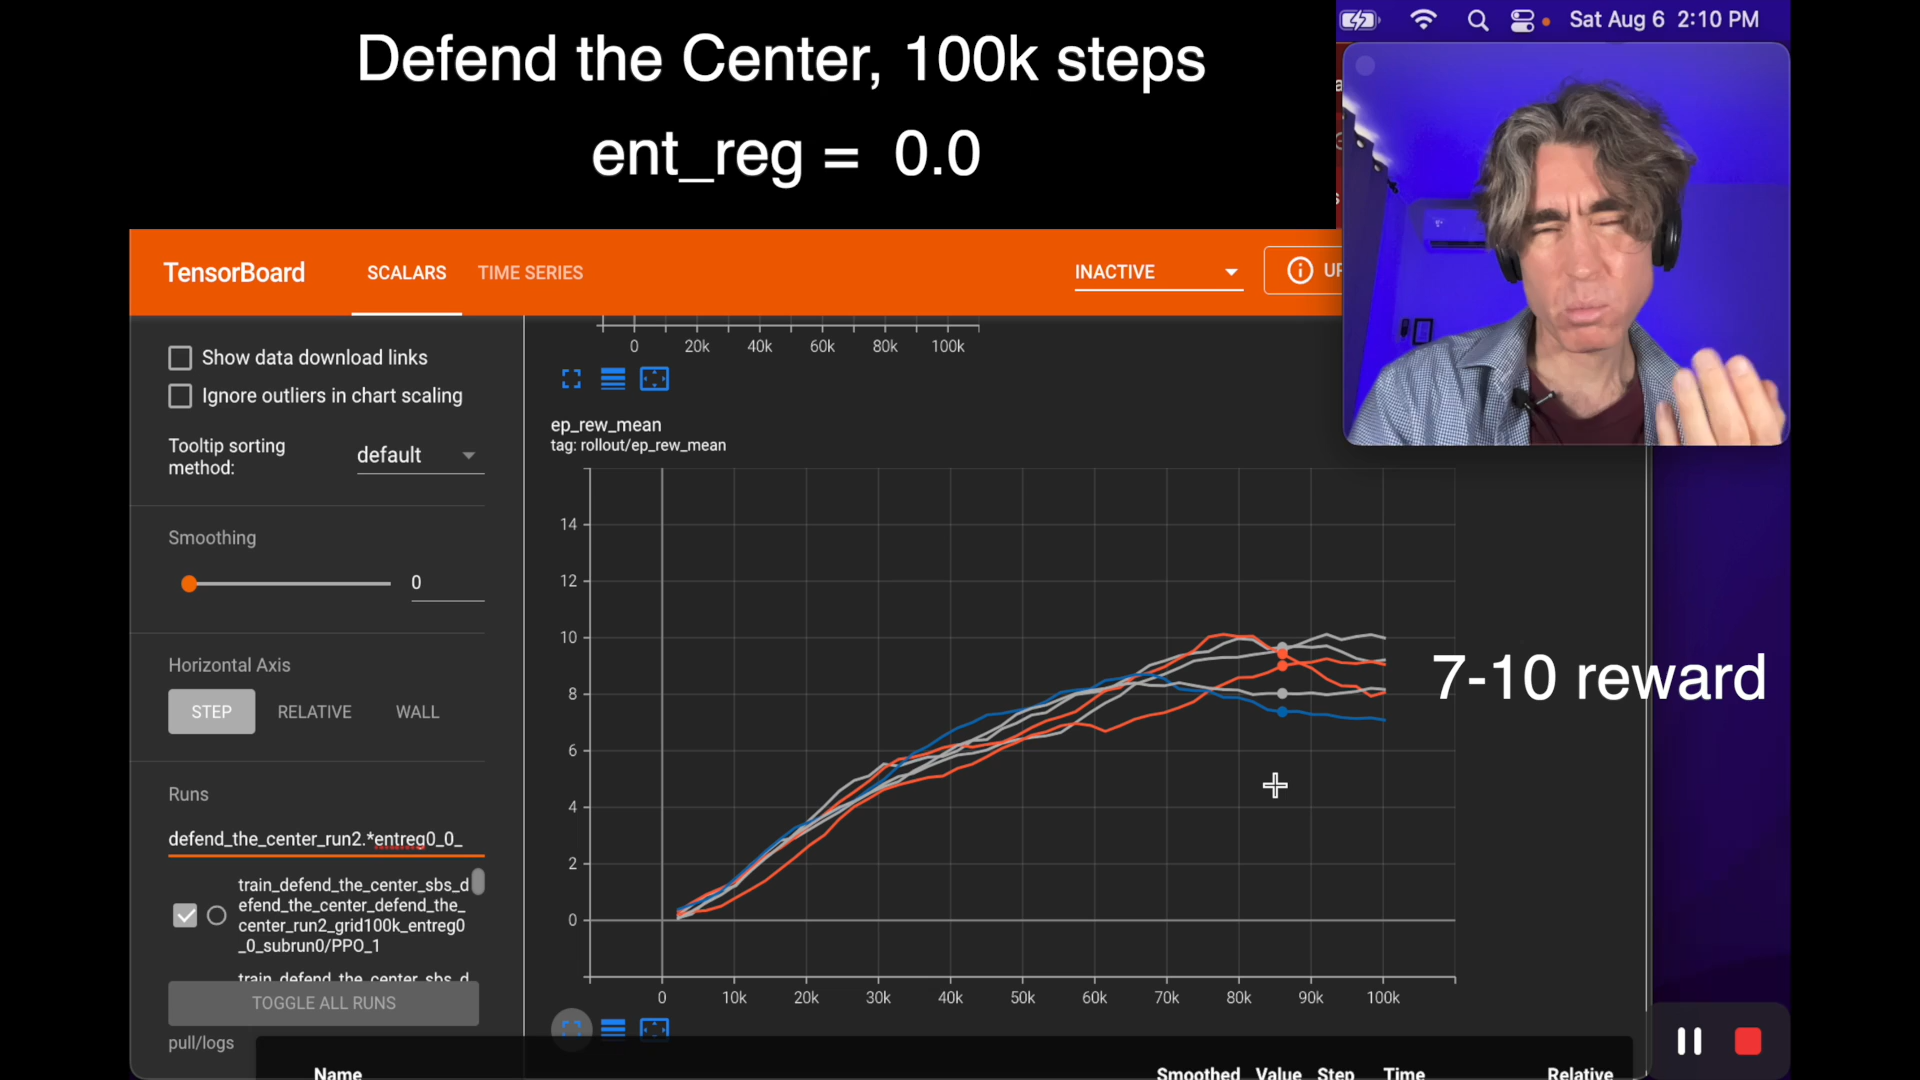 Defend the Center, 100k steps
ent_reg = 0.0
Sat Aug 6 2:10 PM
TensorBoard
SCALARS
TIME SERIES
INACTIVE
Show data download links
Ignore outliers in chart scaling
Tooltip sorting
method:
default
Smoothing
0
Horizontal Axis
STEP
RELATIVE
WALL
Runs
defend_the_center_run2.*entreg0_0_
train_defend_the_center_sbs_d
efend_the_center_defend_the_
center_run2_grid100k_entreg0
_0_subrun0/PPO_1
train_defend_the_center_sbs_d
TOGGLE ALL RUNS
pull/logs
0 20k 40k 60k 80k 100k
ep_rew_mean
tag: rollout/ep_rew_mean
14
12
10
8
6
4
2
0
0 10k 20k 30k 40k 50k 60k 70k 80k 90k 100k
7-10 reward
Name Smoothed Value Step Time Relative